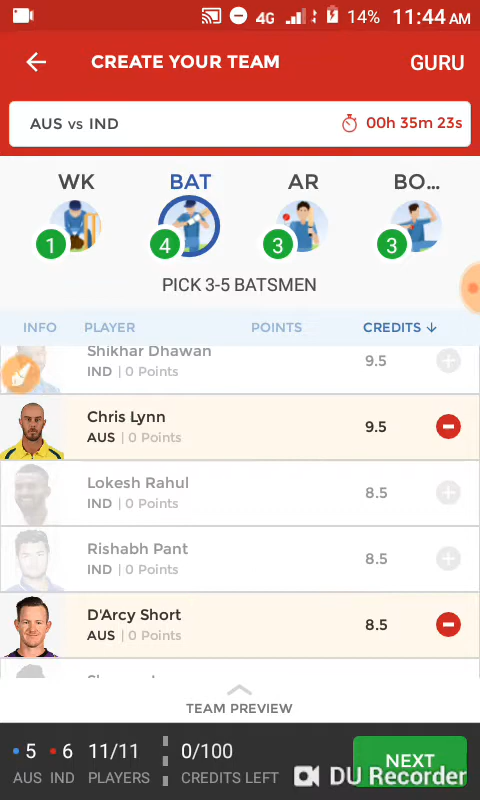 4G 14% 11:44 AM
CREATE YOUR TEAM GURU
AUS vs IND 00h 35m 23s
WK BAT AR BO...
1 4 3 3
PICK 3-5 BATSMEN
INFO PLAYER POINTS CREDITS
Shikhar Dhawan
IND | 0 Points 9.5
Chris Lynn
AUS | 0 Points 9.5
Lokesh Rahul
IND | 0 Points 8.5
Rishabh Pant
IND | 0 Points 8.5
D'Arcy Short
AUS | 0 Points 8.5
TEAM PREVIEW
5 6 11/11 0/100 NEXT
AUS IND PLAYERS CREDITS LEFT DU Recorder